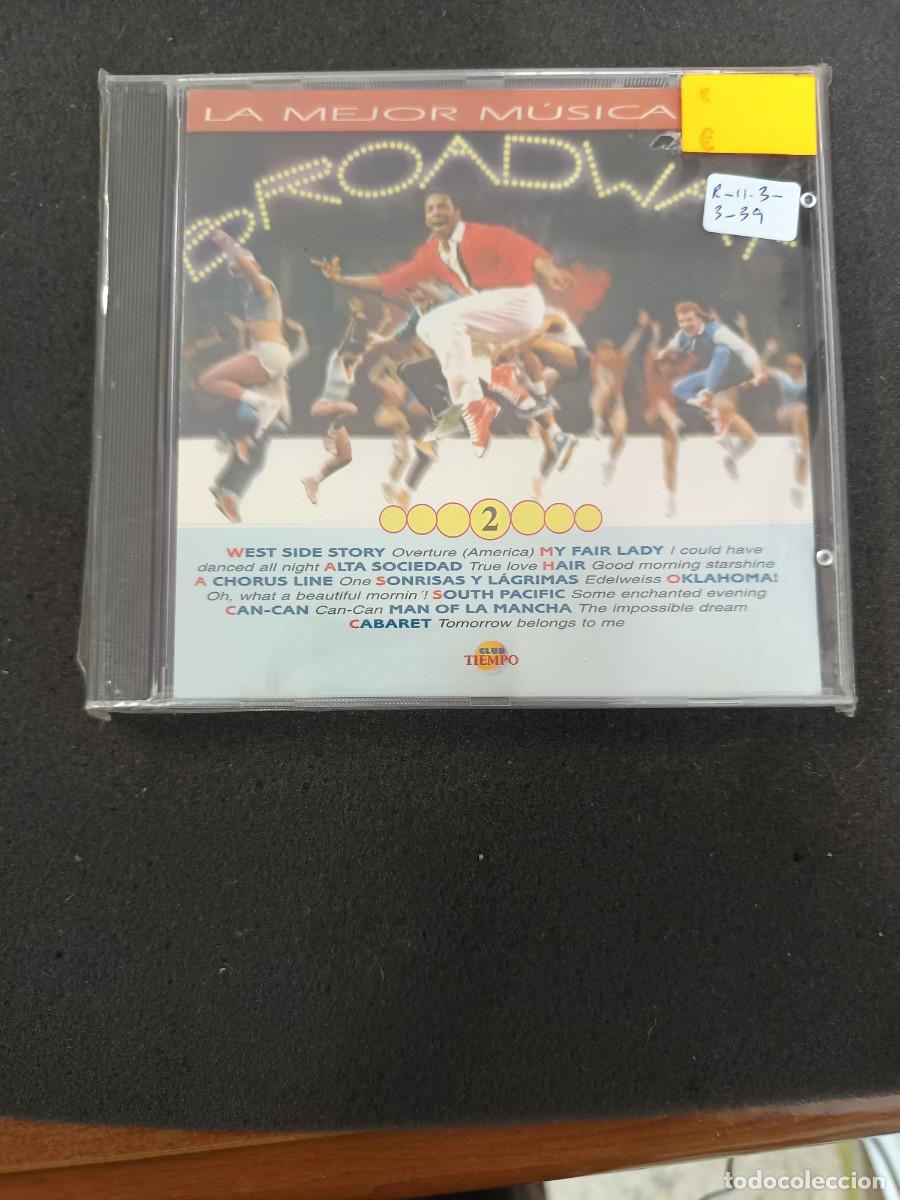 LA MEJOR MÚSICA
€
€
BROADWAY
R-11-3-
3-39
2
WEST SIDE STORY Overture (America) MY FAIR LADY I could have
danced all night ALTA SOCIEDAD True love HAIR Good morning starshine
A CHORUS LINE One SONRISAS Y LÁGRIMAS Edelweiss OKLAHOMA!
Oh, what a beautiful mornin´! SOUTH PACIFIC Some enchanted evening
CAN-CAN Can-Can MAN OF LA MANCHA The impossible dream
CABARET Tomorrow belongs to me
CLUB
TIEMPO
todocoleccion